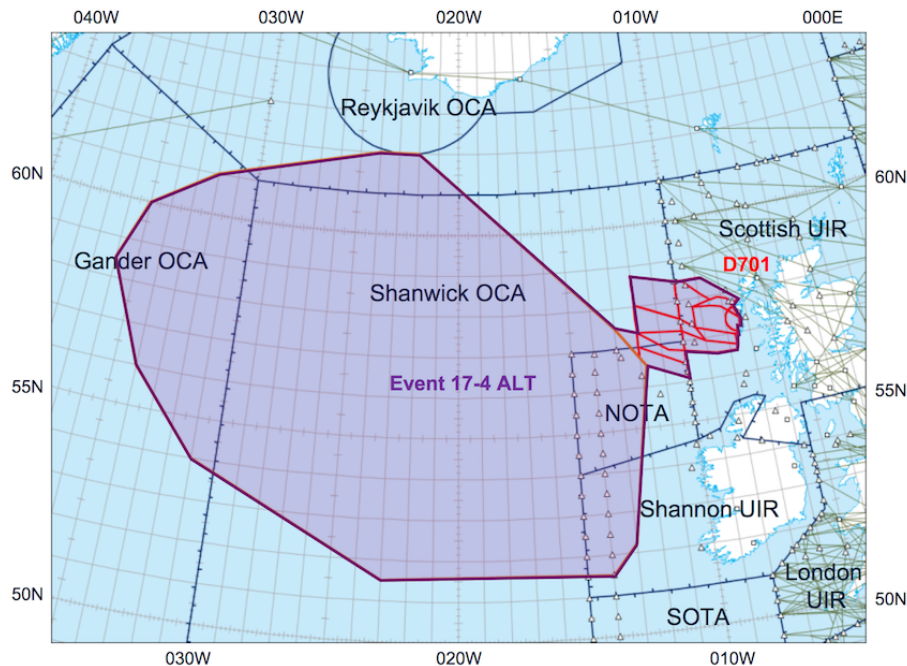 040W 030W 020W 010W 000E
Reykjavik OCA
60N 60N
Scottish UIR
Gander OCA D701
Shanwick OCA
55N Event 17-4 ALT 55N
NOTA
Shannon UIR
London
UIR
50N 50N
SOTA
030W 020W 010W